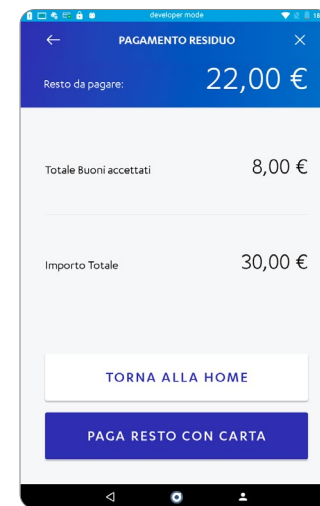 developer mode
18
PAGAMENTO RESIDUO
Resto da pagare: 22,00 €
Totale Buoni accettati 8,00 €
Importo Totale 30,00 €
TORNA ALLA HOME
PAGA RESTO CON CARTA